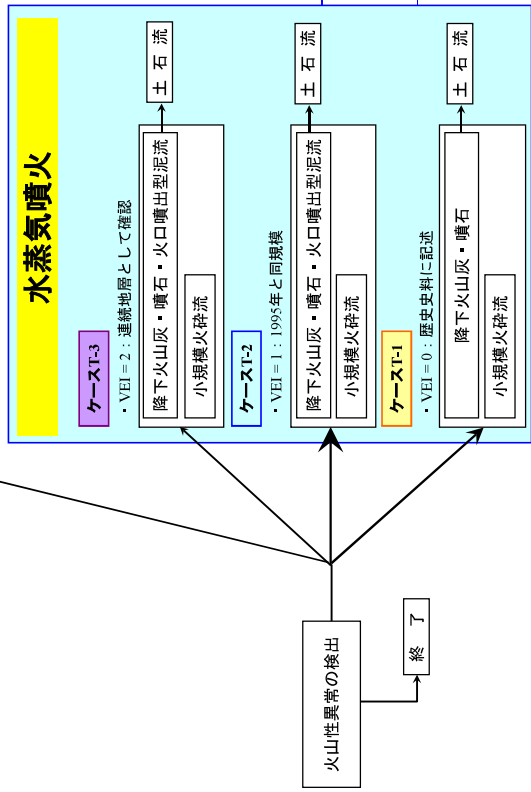 水蒸気噴火
ケースT-3
・VEI = 2：連続地層として確認
降下火山灰・噴石・火口噴出型泥流
小規模火砕流
土 石 流
ケースT-2
・VEI = 1：1995年と同規模
降下火山灰・噴石・火口噴出型泥流
小規模火砕流
土 石 流
ケースT-1
・VEI = 0：歴史史料に記述
降下火山灰・噴石
小規模火砕流
土 石 流
火山性異常の検出
終　了